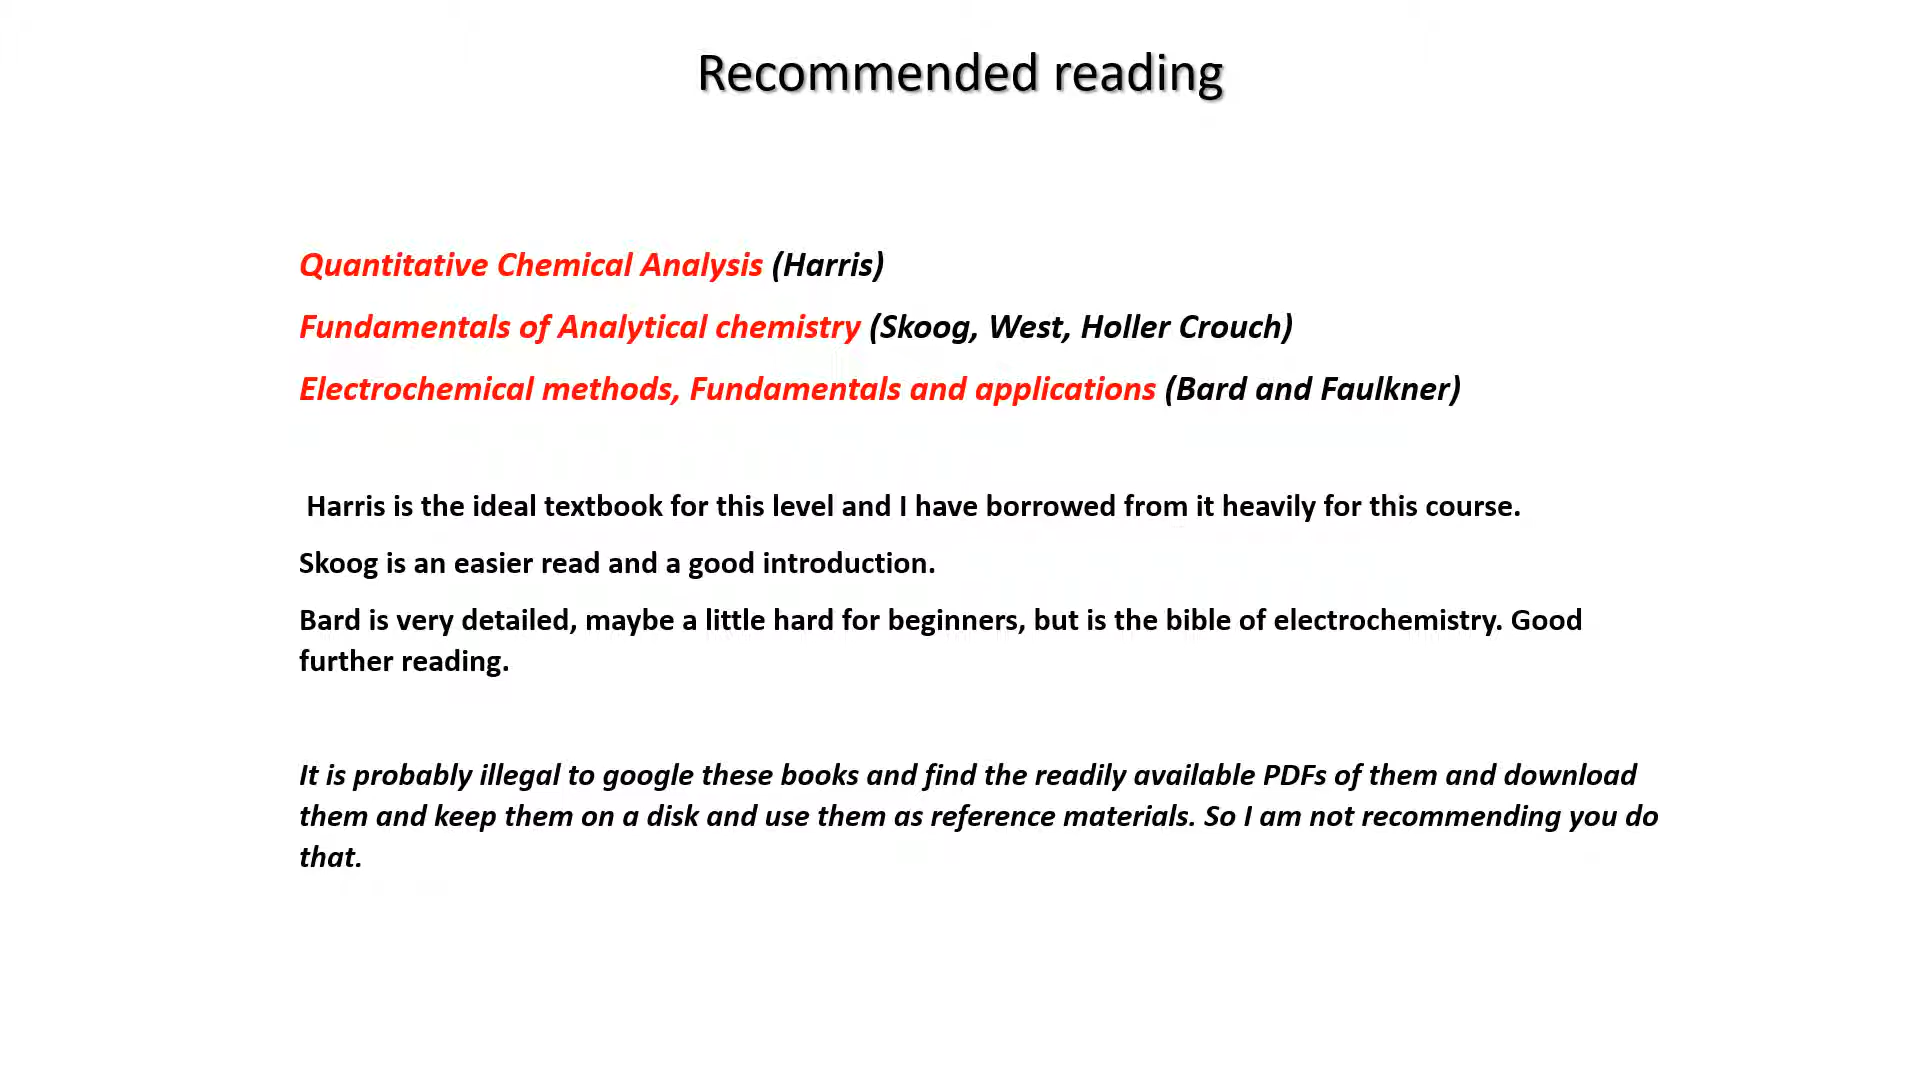 Recommended reading
Quantitative Chemical Analysis (Harris)
Fundamentals of Analytical chemistry (Skoog, West, Holler Crouch)
Electrochemical methods, Fundamentals and applications (Bard and Faulkner)
Harris is the ideal textbook for this level and I have borrowed from it heavily for this course.
Skoog is an easier read and a good introduction.
Bard is very detailed, maybe a little hard for beginners, but is the bible of electrochemistry. Good
further reading.
It is probably illegal to google these books and find the readily available PDFs of them and download
them and keep them on a disk and use them as reference materials. So I am not recommending you do
that.